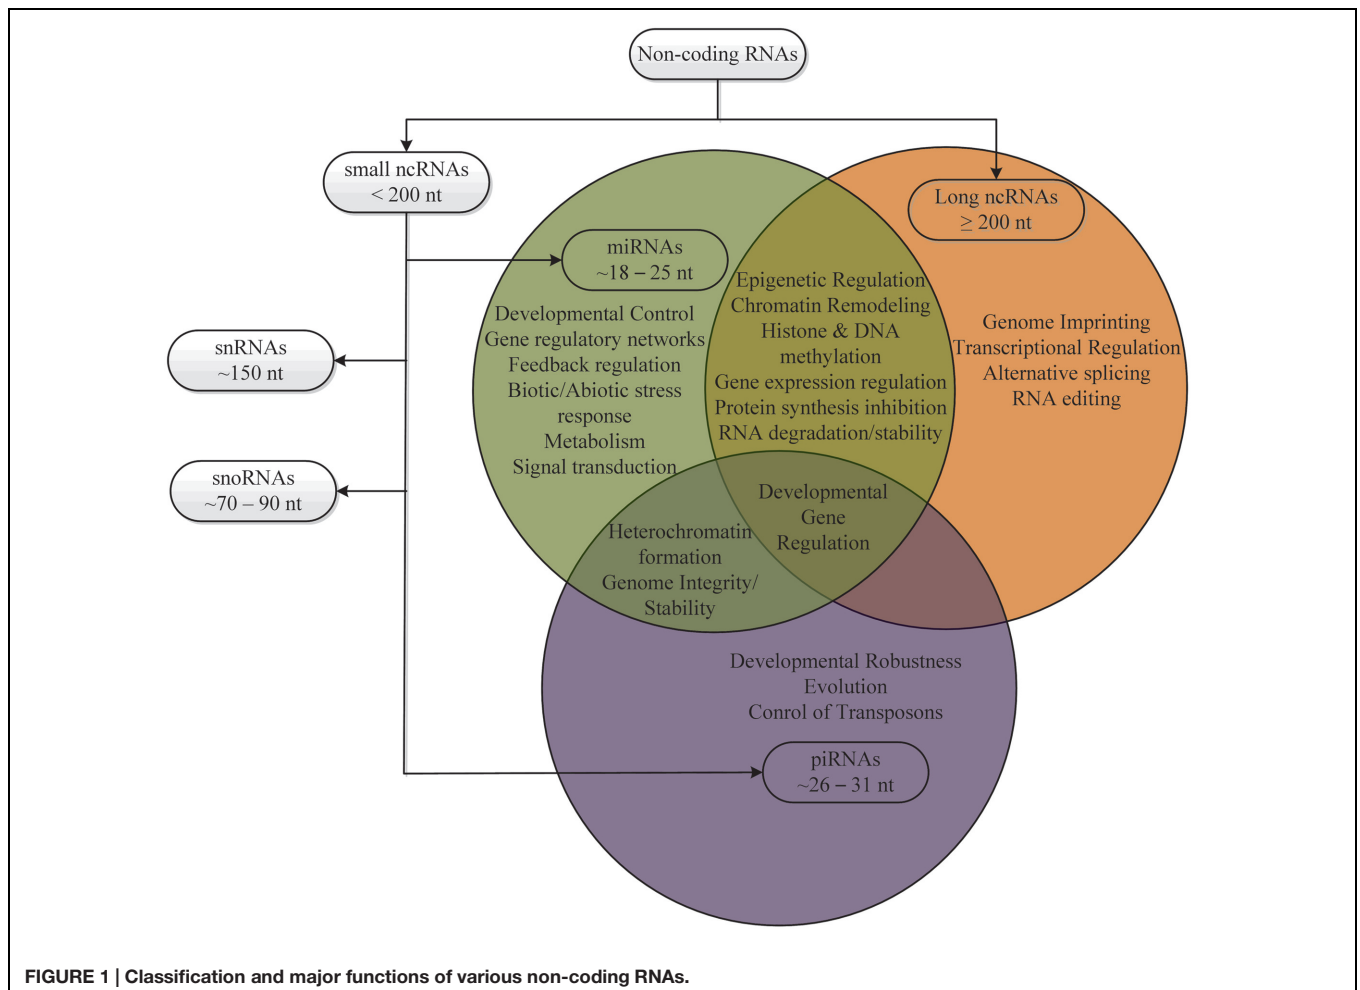 Non-coding RNAs
small ncRNAs
< 200 nt
Long ncRNAs
≥ 200 nt
miRNAs
~18 – 25 nt
snRNAs
~150 nt
snoRNAs
~70 – 90 nt
Developmental Control
Gene regulatory networks
Feedback regulation
Biotic/Abiotic stress
response
Metabolism
Signal transduction
Epigenetic Regulation
Chromatin Remodeling
Histone & DNA
methylation
Gene expression regulation
Protein synthesis inhibition
RNA degradation/stability
Genome Imprinting
Transcriptional Regulation
Alternative splicing
RNA editing
Developmental
Gene
Regulation
Heterochromatin
formation
Genome Integrity/
Stability
Developmental Robustness
Evolution
Conrol of Transposons
piRNAs
~26 – 31 nt
FIGURE 1 | Classification and major functions of various non-coding RNAs.